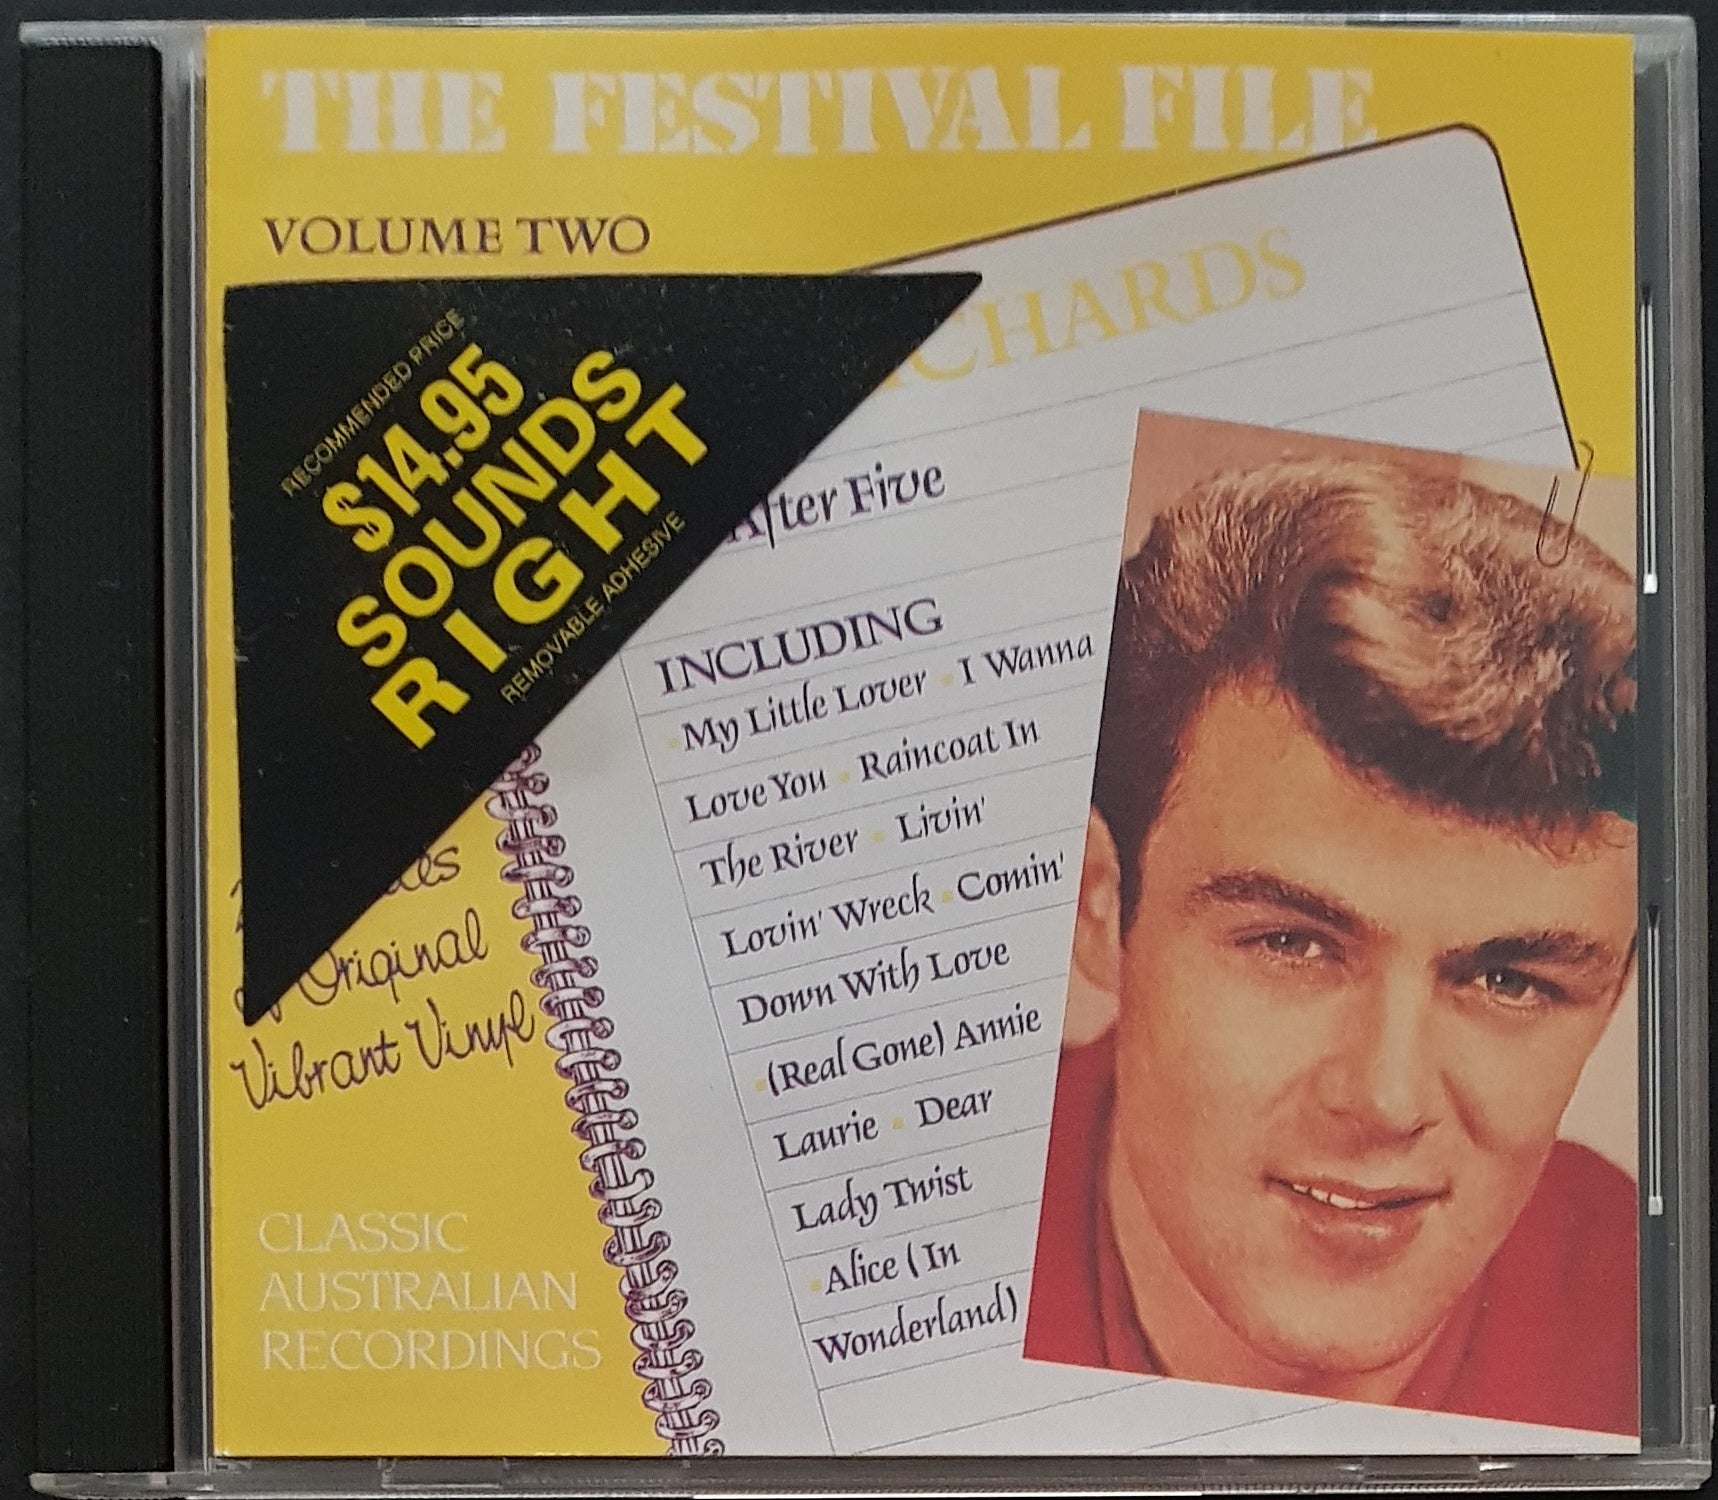 THE FESTIVAL FILE
VOLUME TWO
CHARDS
RECOMMENDED PRICE
$14.95
SOUNDS
RIGHT
REMOVABLE ADHESIVE
After Five
INCLUDING
My Little Lover • I Wanna
Love You • Raincoat In
The River • Livin'
Lovin' Wreck • Comin'
Down With Love
• (Real Gone) Annie
Laurie • Dear
Lady Twist
• Alice (In
Wonderland)
Original
Vibrant Vinyl
CLASSIC
AUSTRALIAN
RECORDINGS